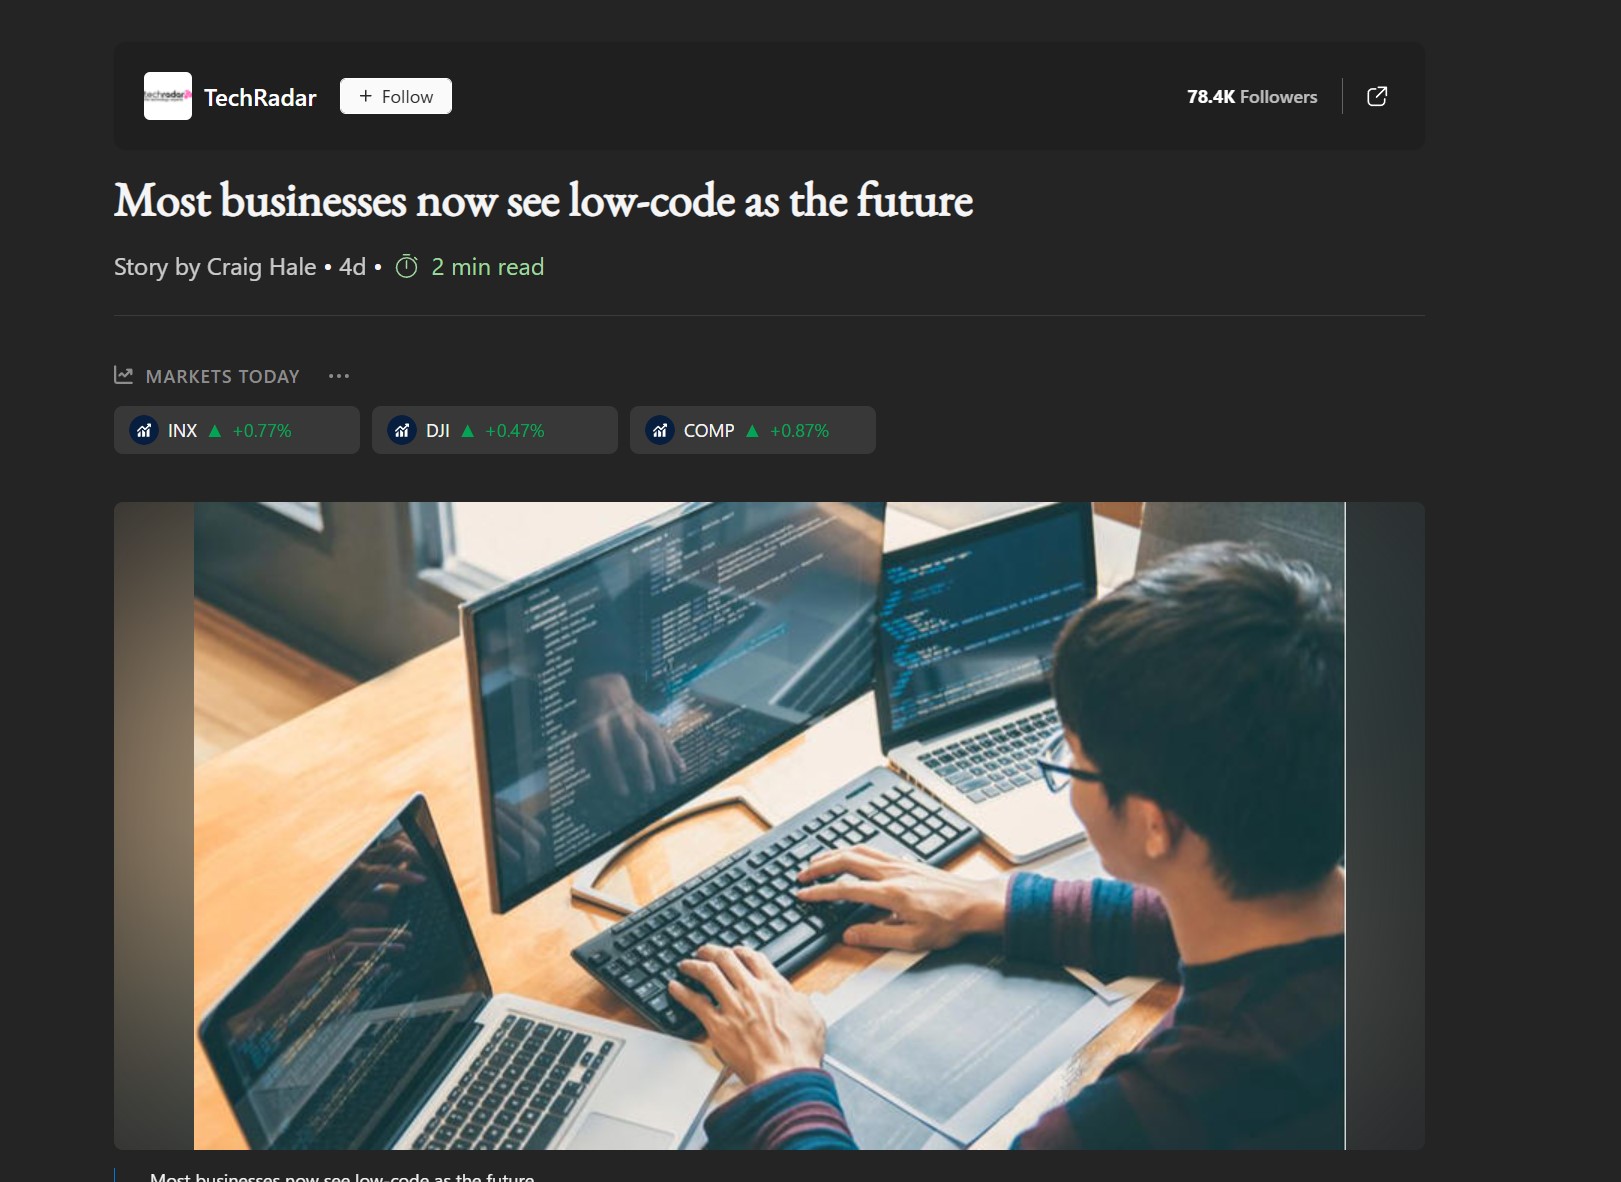 techradar
TechRadar
+ Follow
78.4K Followers
Most businesses now see low-code as the future
Story by Craig Hale • 4d • 2 min read
MARKETS TODAY ...
INX ▲ +0.77%
DJI ▲ +0.47%
COMP ▲ +0.87%
Most businesses now see low-code as the future